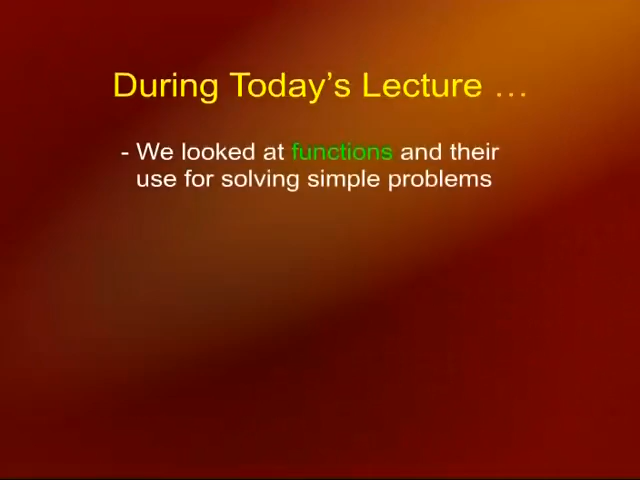 During Today’s Lecture …
- We looked at functions and their
use for solving simple problems